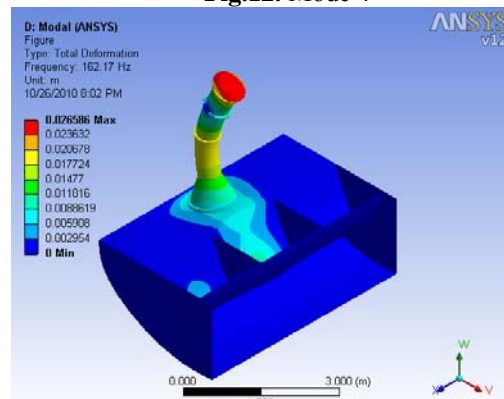 D: Modal (ANSYS)
Figure
Type: Total Deformation
Frequency: 162.17 Hz
Unit: m
10/26/2010 8:02 PM
0.026586 Max
0.023632
0.020678
0.017724
0.01477
0.011816
0.0088619
0.005908
0.002954
0 Min
ANSYS
v12
0.000
3.000 (m)
W
X
V